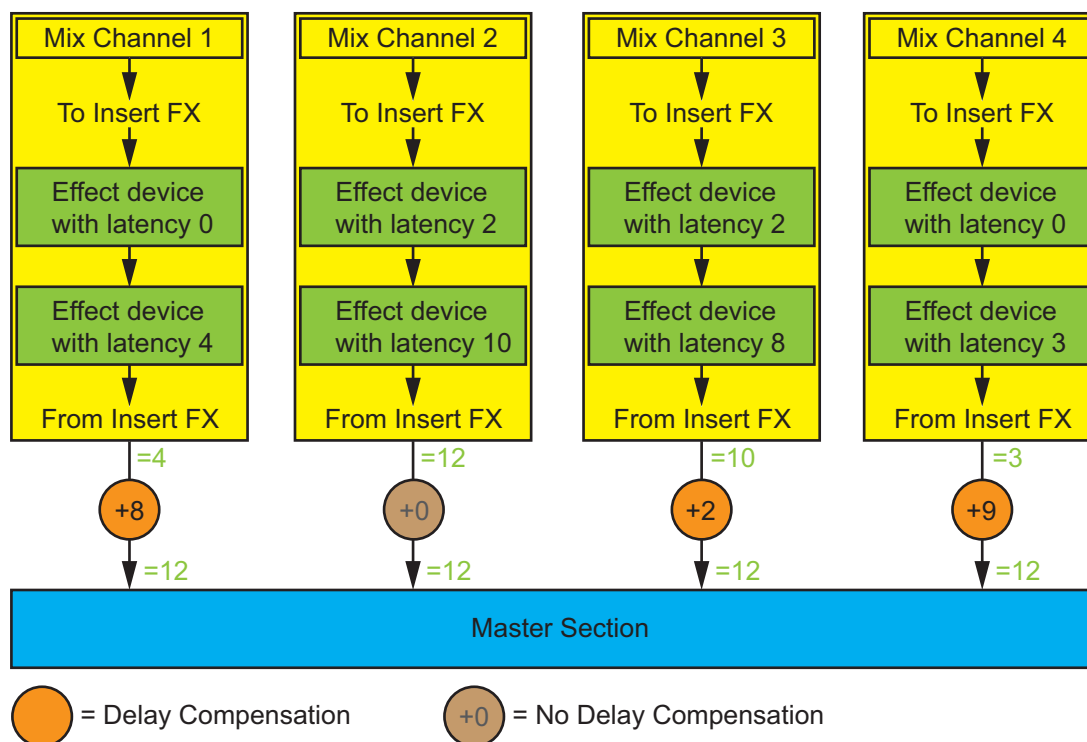 Mix Channel 1
To Insert FX
Effect device
with latency 0
Effect device
with latency 4
From Insert FX
=4
+8
=12
Mix Channel 2
To Insert FX
Effect device
with latency 2
Effect device
with latency 10
From Insert FX
=12
+0
=12
Mix Channel 3
To Insert FX
Effect device
with latency 2
Effect device
with latency 8
From Insert FX
=10
+2
=12
Mix Channel 4
To Insert FX
Effect device
with latency 0
Effect device
with latency 3
From Insert FX
=3
+9
=12
Master Section
= Delay Compensation
+0 = No Delay Compensation